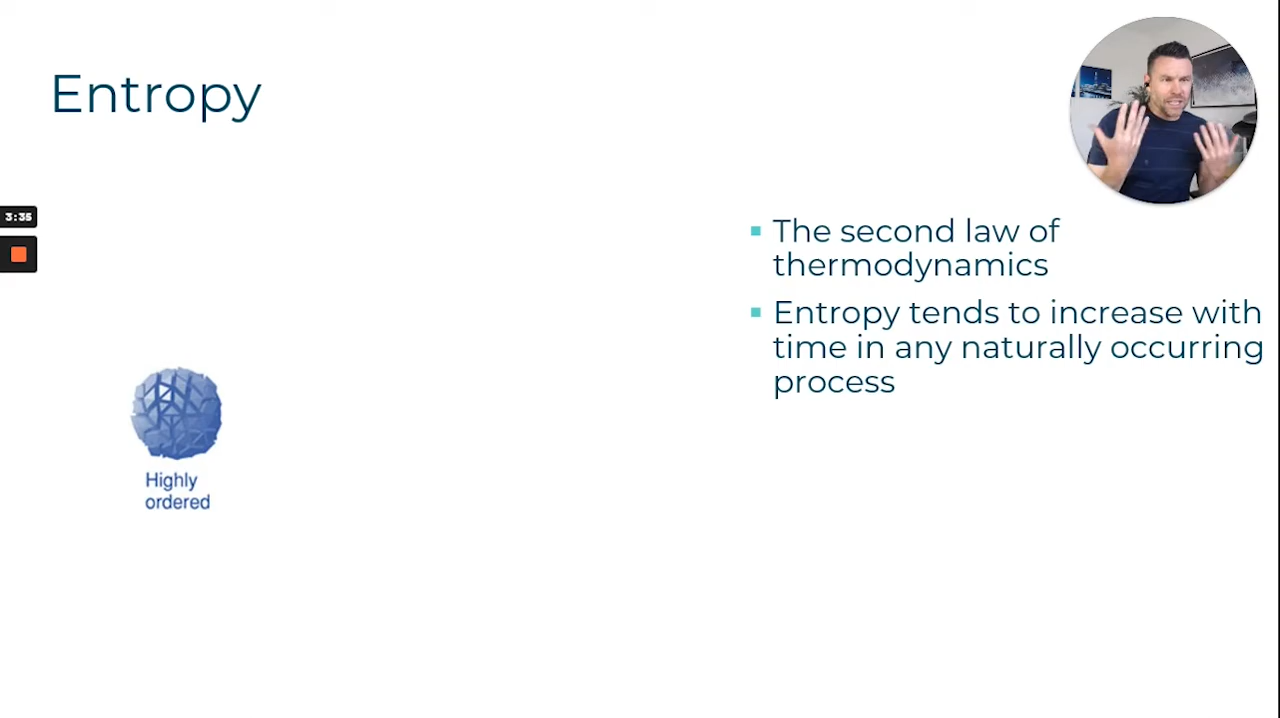 Entropy
3:35
The second law of
thermodynamics
Entropy tends to increase with
time in any naturally occurring
process
Highly
ordered